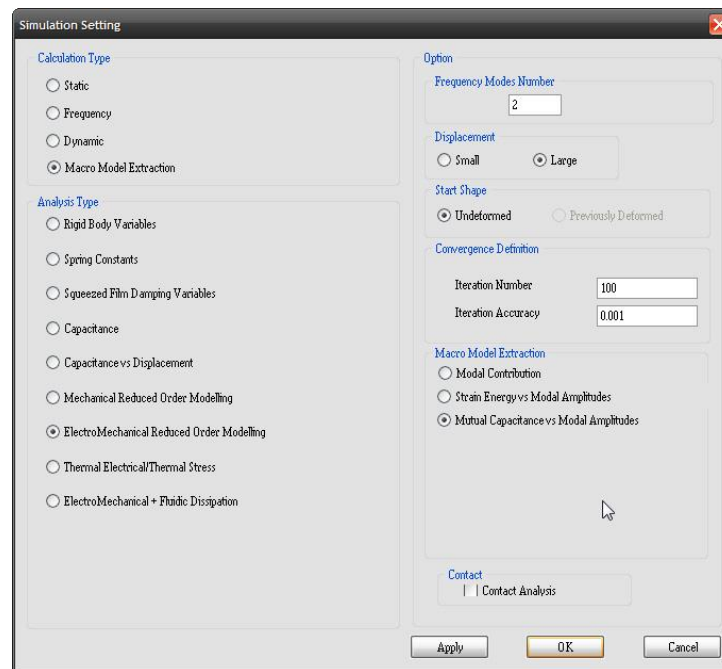 Simulation Setting
Calculation Type
Static
Frequency
Dynamic
Macro Model Extraction
Analysis Type
Rigid Body Variables
Spring Constants
Squeezed Film Damping Variables
Capacitance
Capacitance vs Displacement
Mechanical Reduced Order Modelling
ElectroMechanical Reduced Order Modelling
Thermal Electrical/Thermal Stress
ElectroMechanical + Fluidic Dissipation
Option
Frequency Modes Number
2
Displacement
Small Large
Start Shape
Undeformed Previously Deformed
Convergence Definition
Iteration Number 100
Iteration Accuracy 0.001
Macro Model Extraction
Modal Contribution
Strain Energy vs Modal Amplitudes
Mutual Capacitance vs Modal Amplitudes
Contact
Contact Analysis
Apply OK Cancel